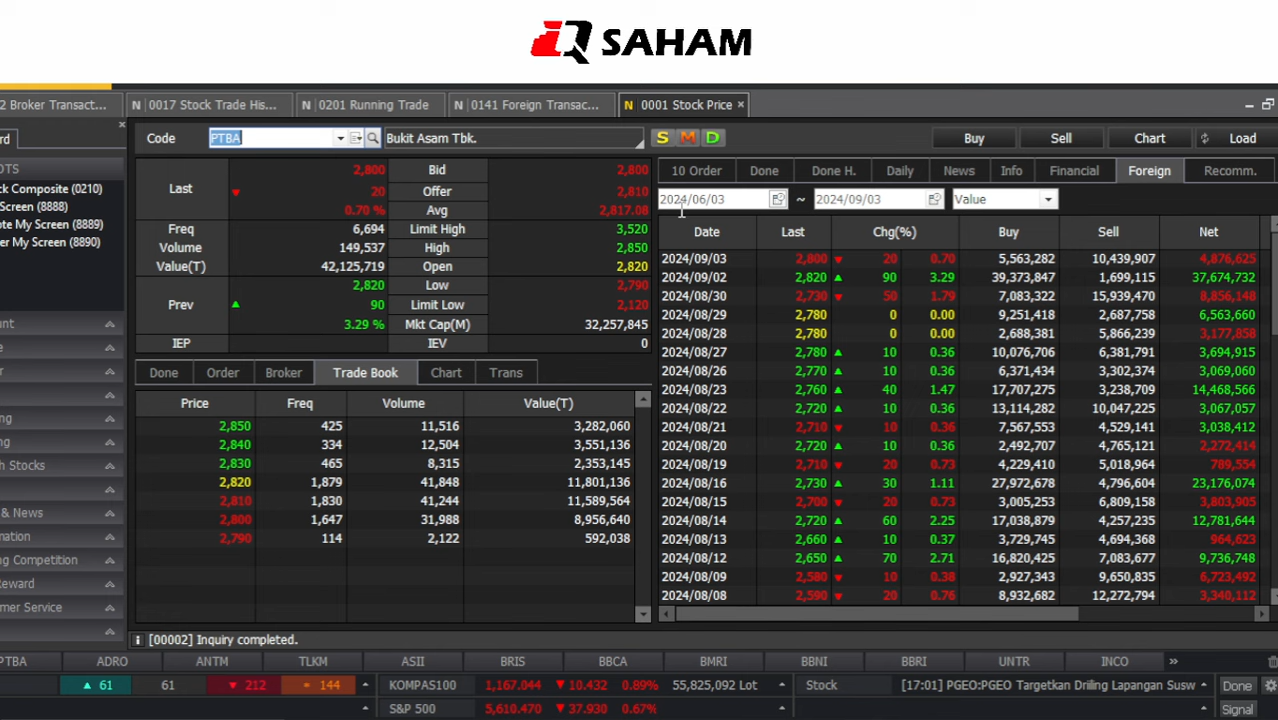 iQ SAHAM
2 Broker Transact...
N 0017 Stock Trade His...
N 0201 Running Trade
N 0141 Foreign Transac...
N 0001 Stock Price ×
rd
Code PTBA Bukit Asam Tbk. S M D Buy Sell Chart Load
OTS
ck Composite (0210)
Screen (8888)
ote My Screen (8889)
er My Screen (8890)
Last 2,800 Bid 2,800
20 Offer 2,810
0.70 % Avg 2,817.08
Freq 6,694 Limit High 3,520
Volume 149,537 High 2,850
Value(T) 42,125,719 Open 2,820
2,820 Low 2,790
Prev 90 Limit Low 2,120
3.29 % Mkt Cap(M) 32,257,845
IEP IEV 0
Done Order Broker Trade Book Chart Trans
Price Freq Volume Value(T)
2,850 425 11,516 3,282,060
2,840 334 12,504 3,551,136
2,830 465 8,315 2,353,145
2,820 1,879 41,848 11,801,136
2,810 1,830 41,244 11,589,564
2,800 1,647 31,988 8,956,640
2,790 114 2,122 592,038
10 Order Done Done H. Daily News Info Financial Foreign Recomm.
2024/06/03 ~ 2024/09/03 Value
Date Last Chg(%) Buy Sell Net
2024/09/03 2,800 20 0.70 5,563,282 10,439,907 4,876,625
2024/09/02 2,820 90 3.29 39,373,847 1,699,115 37,674,732
2024/08/30 2,730 50 1.79 7,083,322 15,939,470 8,856,148
2024/08/29 2,780 0 0.00 9,251,418 2,687,758 6,563,660
2024/08/28 2,780 0 0.00 2,688,381 5,866,239 3,177,858
2024/08/27 2,780 10 0.36 10,076,706 6,381,791 3,694,915
2024/08/26 2,770 10 0.36 6,371,434 3,302,374 3,069,060
2024/08/23 2,760 40 1.47 17,707,275 3,238,709 14,468,566
2024/08/22 2,720 10 0.36 13,114,282 10,047,225 3,067,057
2024/08/21 2,710 10 0.36 7,567,553 4,529,141 3,038,412
2024/08/20 2,720 10 0.36 2,492,707 4,765,121 2,272,414
2024/08/19 2,710 20 0.73 4,229,410 5,018,964 789,554
2024/08/16 2,730 30 1.11 27,972,678 4,796,604 23,176,074
2024/08/15 2,700 20 0.73 3,005,253 6,809,158 3,803,905
2024/08/14 2,720 60 2.25 17,038,879 4,257,235 12,781,644
2024/08/13 2,660 10 0.37 3,729,745 4,694,368 964,623
2024/08/12 2,650 70 2.71 16,820,425 7,083,677 9,736,748
2024/08/09 2,580 10 0.38 2,927,343 9,650,835 6,723,492
2024/08/08 2,590 20 0.76 8,932,682 12,272,794 3,340,112
unt
e
r
ing
ng
h Stocks
& News
mation
ng Competition
Reward
mer Service
i [00002] Inquiry completed.
PTBA ADRO ANTM TLKM ASII BRIS BBCA BMRI BBNI BBRI UNTR INCO »
61 61 212 144 KOMPAS100 1,167.044 10.432 0.89% 55,825,092 Lot Stock [17:01] PGEO:PGEO Targetkan Driling Lapangan Susw Done
S&P 500 5,610.470 37.930 0.67% Signal